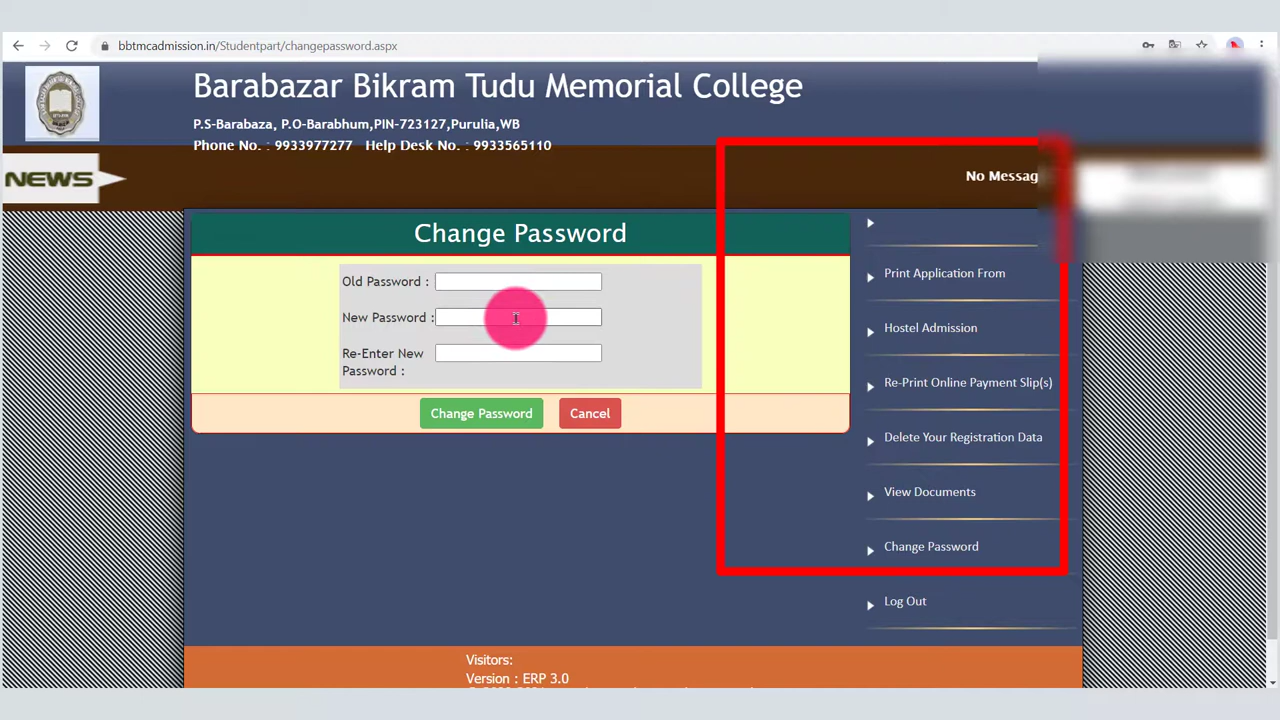 bbtmcadmission.in/Studentpart/changepassword.aspx
Barabazar Bikram Tudu Memorial College
P.S-Barabaza, P.O-Barabhum,PIN-723127,Purulia,WB
Phone No. : 9933977277 Help Desk No. : 9933565110
NEWS
No Messag
Change Password
Old Password :
New Password :
Re-Enter New
Password :
Change Password
Cancel
Print Application From
Hostel Admission
Re-Print Online Payment Slip(s)
Delete Your Registration Data
View Documents
Change Password
Log Out
Visitors:
Version : ERP 3.0